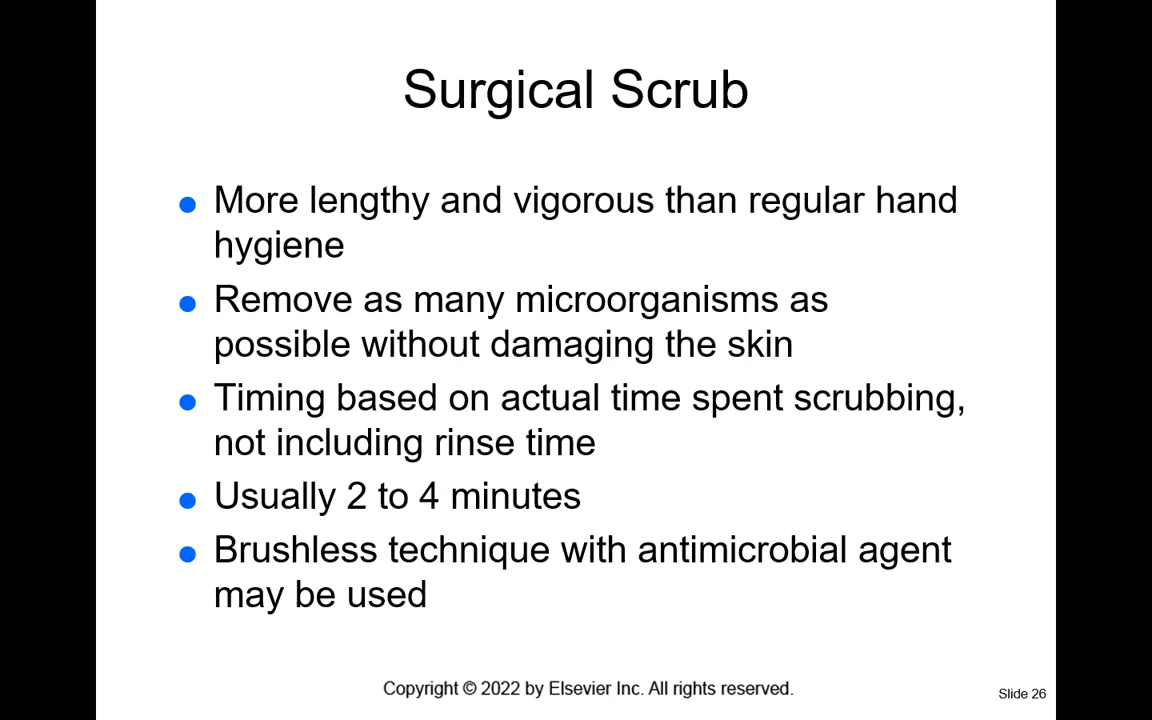 Surgical Scrub
● More lengthy and vigorous than regular hand
hygiene
● Remove as many microorganisms as
possible without damaging the skin
● Timing based on actual time spent scrubbing,
not including rinse time
● Usually 2 to 4 minutes
● Brushless technique with antimicrobial agent
may be used
Copyright © 2022 by Elsevier Inc. All rights reserved.
Slide 26